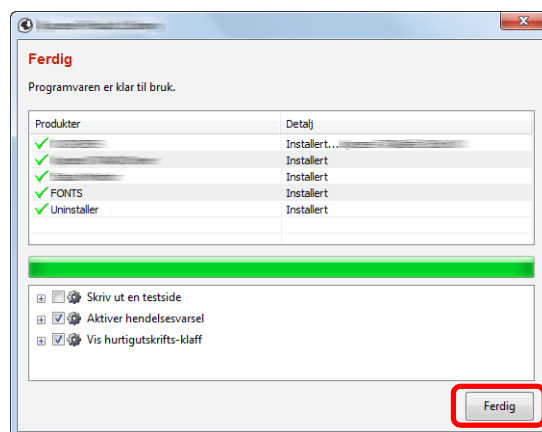 Ferdig
Programvaren er klar til bruk.
Produkter Detalj
Installert...
Installert
Installert
FONTS Installert
Uninstaller Installert
Skriv ut en testside
Aktiver hendelsesvarsel
Vis hurtigutskrifts-klaff
Ferdig